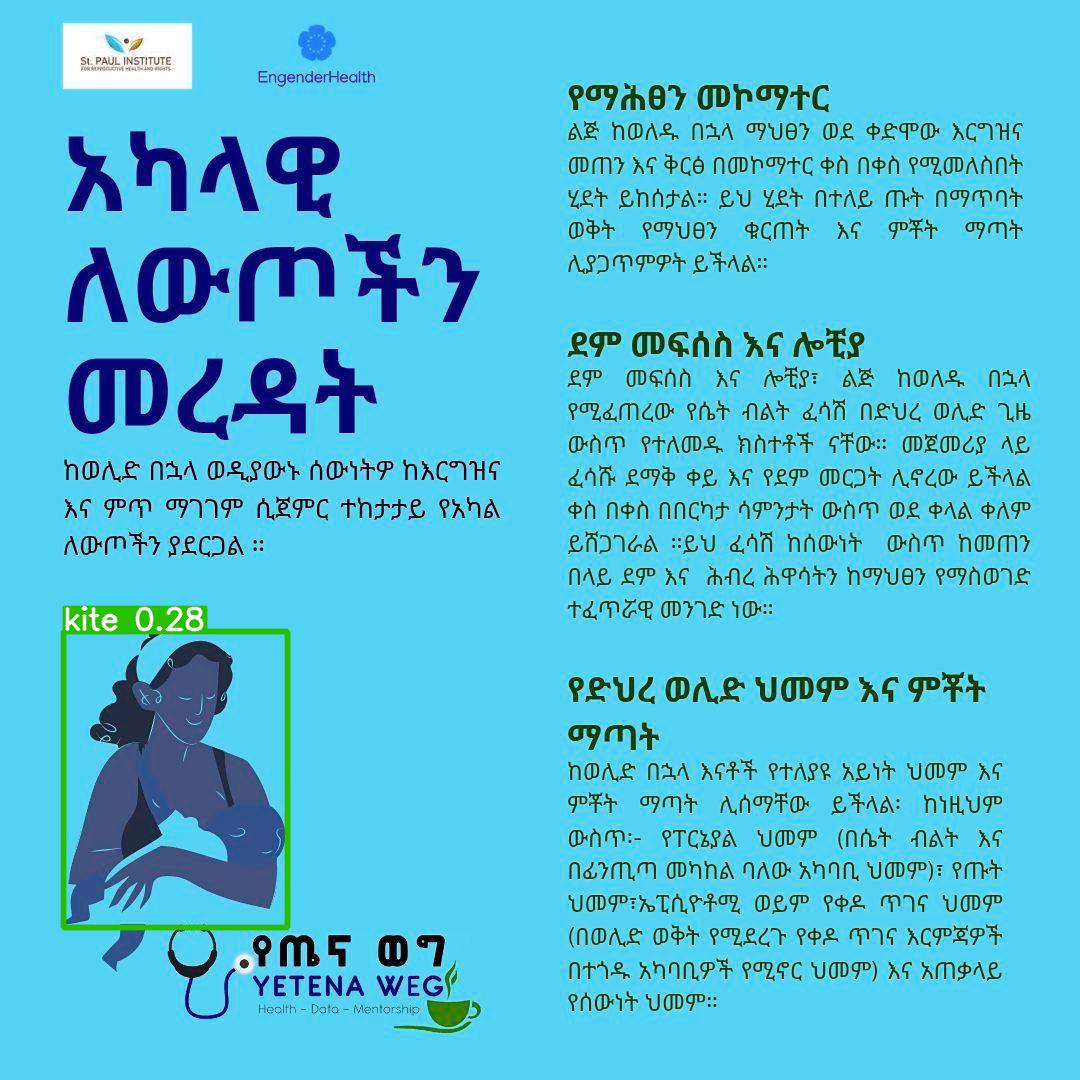 St. PAUL INSTITUTE
FOR REPRODUCTIVE HEALTH AND RIGHTS
EngenderHealth
አካላዊ
ለውጦችን
መረዳት
ከወሊድ በኋላ ወዲያውኑ ሰውነትዎ ከእርግዝና
እና ምጥ ማገገም ሲጀምር ተከታታይ የአካል
ለውጦችን ያደርጋል ።
kite 0.28
የጤና ወግ
YETENA WEG
Health - Data - Mentorship
የማሕፀን መኮማተር
ልጅ ከወለዱ በኋላ ማህፀን ወደ ቀድሞው እርግዝና
መጠን እና ቅርፅ በመኮማተር ቀስ በቀስ የሚመለስበት
ሂደት ይከሰታል። ይህ ሂደት በተለይ ጡት በማጥባት
ወቅት የማህፀን ቁርጠት እና ምቾት ማጣት
ሊያጋጥምዎት ይችላል።
ደም መፍሰስ እና ሎቺያ
ደም መፍሰስ እና ሎቺያ፣ ልጅ ከወለዱ በኋላ
የሚፈጠረው የሴት ብልት ፈሳሽ በድህረ ወሊድ ጊዜ
ውስጥ የተለመዱ ክስተቶች ናቸው። መጀመሪያ ላይ
ፈሳሹ ደማቅ ቀይ እና የደም መርጋት ሊኖረው ይችላል
ቀስ በቀስ በበርካታ ሳምንታት ውስጥ ወደ ቀላል ቀለም
ይሸጋገራል ።ይህ ፈሳሽ ከሰውነት ውስጥ ከመጠን
በላይ ደም እና ሕብረ ሕዋሳትን ከማህፀን የማስወገድ
ተፈጥሯዊ መንገድ ነው።
የድህረ ወሊድ ህመም እና ምቾት
ማጣት
ከወሊድ በኋላ እናቶች የተለያዩ አይነት ህመም እና
ምቾት ማጣት ሊሰማቸው ይችላል፡ ከነዚህም
ውስጥ፡- የፐርኔያል ህመም (በሴት ብልት እና
በፊንጢጣ መካከል ባለው አካባቢ ህመም)፣ የጡት
ህመም፣ኤፒሲዮቶሚ ወይም የቀዶ ጥገና ህመም
(በወሊድ ወቅት የሚደረጉ የቀዶ ጥገና እርምጃዎች
በተጎዱ አካባቢዎች የሚኖር ህመም) እና አጠቃላይ
የሰውነት ህመም።